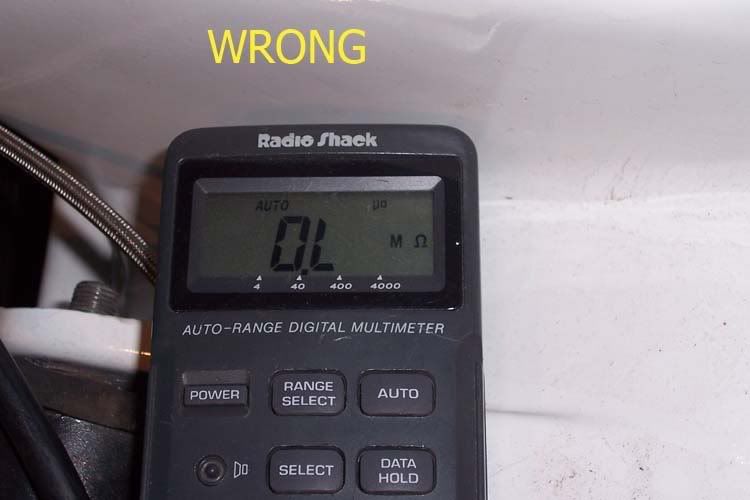 WRONG
Radio Shack
AUTO
0.L
M Ω
4 40 400 4000
AUTO-RANGE DIGITAL MULTIMETER
POWER
RANGE
SELECT
AUTO
SELECT
DATA
HOLD